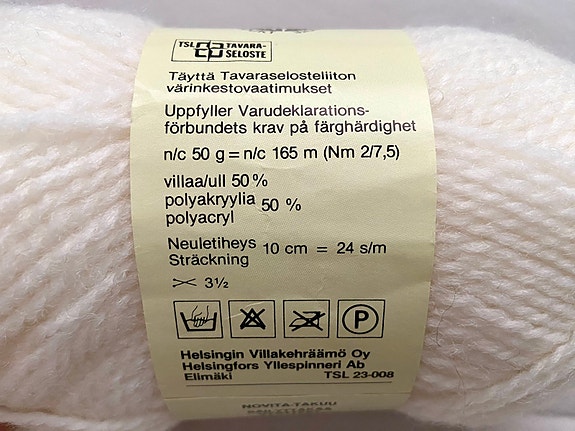 TSL TAVARA-
SELOSTE
Täyttä Tavaraselosteliiton
värinkestovaatimukset
Uppfyller Varudeklarations-
förbundets krav på färghärdighet
n/c 50 g = n/c 165 m (Nm 2/7,5)
villaa/ull 50 %
polyakryylia 50 %
polyacryl
Neuletiheys 10 cm = 24 s/m
Sträckning
3½
P
Helsingin Villakehräämö Oy
Helsingfors Yllespinneri Ab
Elimäki TSL 23-008
NOVITA-TAKUU